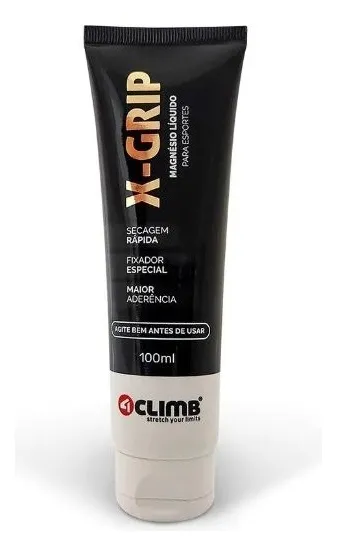 X-GRIP
MAGNÉSIO LÍQUIDO
PARA ESPORTES
SECAGEM
RÁPIDA
FIXADOR
ESPECIAL
MAIOR
ADERÊNCIA
AGITE BEM ANTES DE USAR
100ml
4CLIMB®
stretch your limits